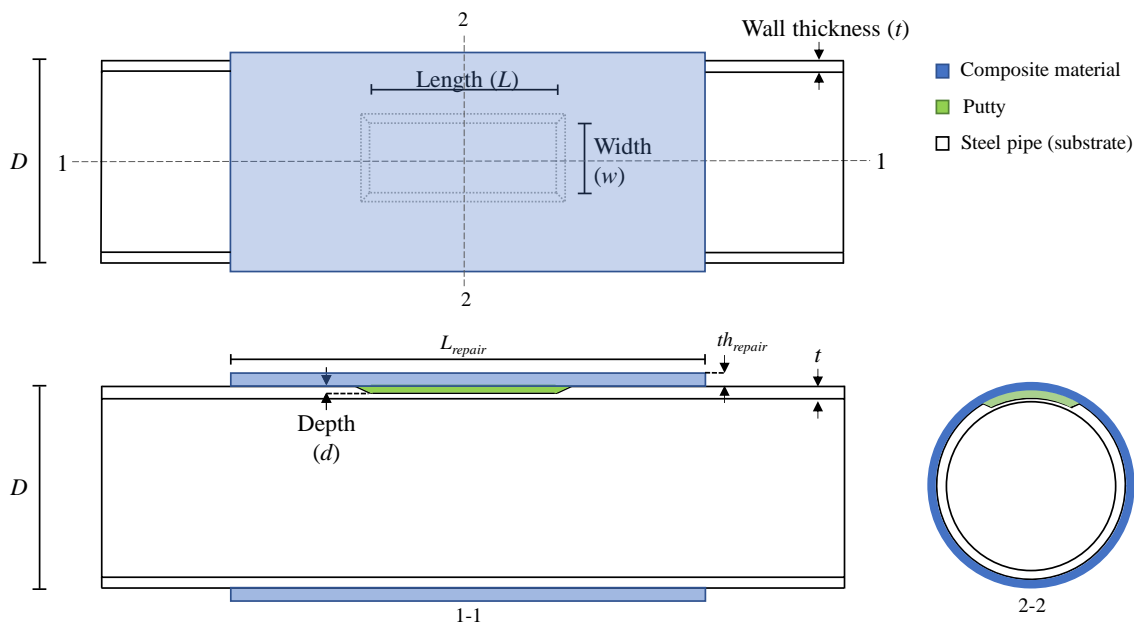 2
Wall thickness (t)
Length (L)
Composite material
Putty
Steel pipe (substrate)
Width
(w)
D
1
1
2
L_repair
th_repair
t
Depth
(d)
D
1-1
2-2